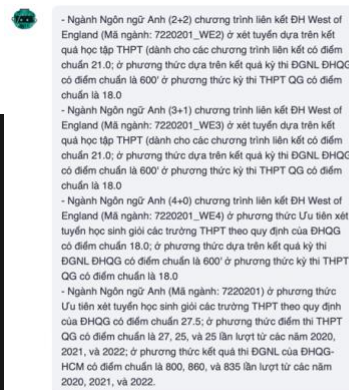 - Ngành Ngôn ngữ Anh (2+2) chương trình liên kết ĐH West of
England (Mã ngành: 7220201_WE2) ở xét tuyển dựa trên kết
quả học tập THPT (dành cho các chương trình liên kết có điểm
chuẩn 21.0; ở phương thức dựa trên kết quả kỳ thi ĐGNL ĐHQG
có điểm chuẩn là 600' ở phương thức kỳ thi THPT QG có điểm
chuẩn là 18.0
- Ngành Ngôn ngữ Anh (3+1) chương trình liên kết ĐH West of
England (Mã ngành: 7220201_WE3) ở xét tuyển dựa trên kết
quả học tập THPT (dành cho các chương trình liên kết có điểm
chuẩn 21.0; ở phương thức dựa trên kết quả kỳ thi ĐGNL ĐHQG
có điểm chuẩn là 600' ở phương thức kỳ thi THPT QG có điểm
chuẩn là 18.0
- Ngành Ngôn ngữ Anh (4+0) chương trình liên kết ĐH West of
England (Mã ngành: 7220201_WE4) ở phương thức Ưu tiên xét
tuyển học sinh giỏi các trường THPT theo quy định của ĐHQG
có điểm chuẩn 18.0; ở phương thức dựa trên kết quả kỳ thi
ĐGNL ĐHQG có điểm chuẩn là 600' ở phương thức kỳ thi THPT
QG có điểm chuẩn là 18.0
- Ngành Ngôn ngữ Anh (Mã ngành: 7220201) ở phương thức
Ưu tiên xét tuyển học sinh giỏi các trường THPT theo quy định
của ĐHQG có điểm chuẩn 27.5; ở phương thức điểm thi THPT
QG có điểm chuẩn là 27, 25, và 25 lần lượt từ các năm 2020,
2021, và 2022; ở phương thức kết quả thi ĐGNL của ĐHQG-
HCM có điểm chuẩn là 800, 860, và 835 lần lượt từ các năm
2020, 2021, và 2022.